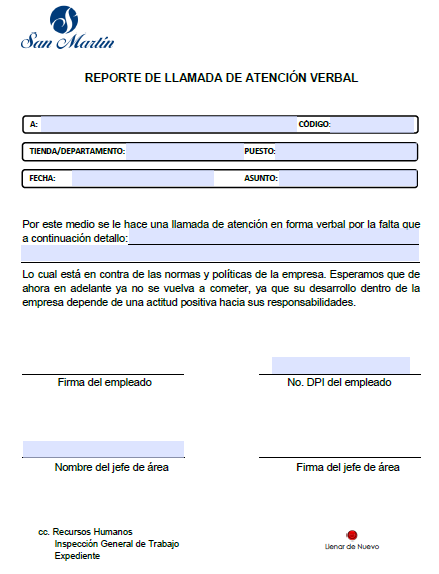 San Martin
REPORTE DE LLAMADA DE ATENCIÓN VERBAL
A: CÓDIGO:
TIENDA/DEPARTAMENTO: PUESTO:
FECHA: ASUNTO:
Por este medio se le hace una llamada de atención en forma verbal por la falta que
a continuación detallo:
Lo cual está en contra de las normas y políticas de la empresa. Esperamos que de
ahora en adelante ya no se vuelva a cometer, ya que su desarrollo dentro de la
empresa depende de una actitud positiva hacia sus responsabilidades.
Firma del empleado No. DPI del empleado
Nombre del jefe de área Firma del jefe de área
cc. Recursos Humanos
Inspección General de Trabajo
Expediente
Llenar de Nuevo